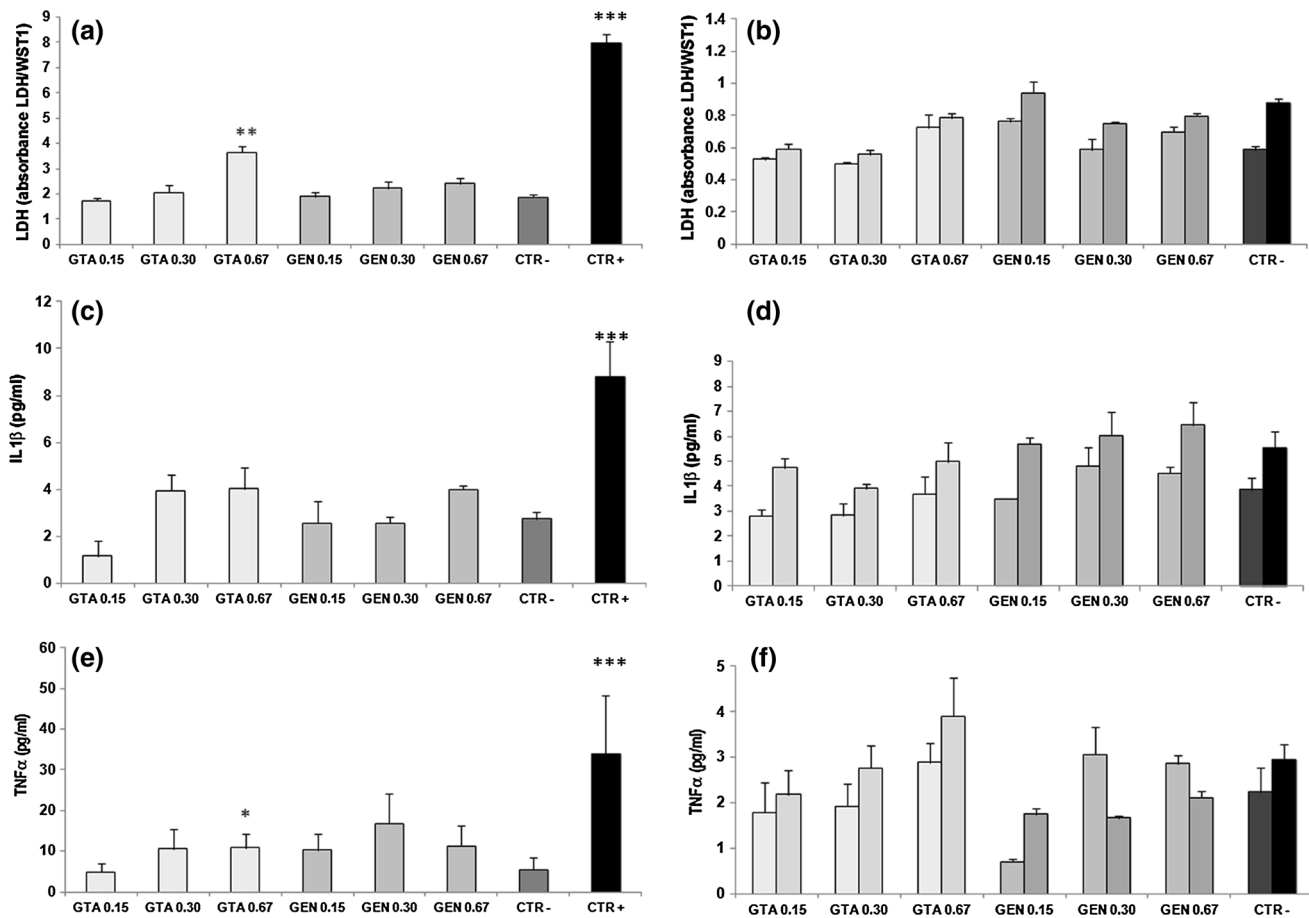 (a)
LDH (absorbance LDH/WST1)
9
8
7
6
5
4
3
2
1
0
**
***
GTA 0.15 GTA 0.30 GTA 0.67 GEN 0.15 GEN 0.30 GEN 0.67 CTR - CTR +
(b)
LDH (absorbance LDH/WST1)
1.4
1.2
1
0.8
0.6
0.4
0.2
0
GTA 0.15 GTA 0.30 GTA 0.67 GEN 0.15 GEN 0.30 GEN 0.67 CTR -
(c)
IL1β (pg/ml)
12
10
8
6
4
2
0
***
GTA 0.15 GTA 0.30 GTA 0.67 GEN 0.15 GEN 0.30 GEN 0.67 CTR - CTR +
(d)
IL1β (pg/ml)
9
8
7
6
5
4
3
2
1
0
GTA 0.15 GTA 0.30 GTA 0.67 GEN 0.15 GEN 0.30 GEN 0.67 CTR -
(e)
TNFα (pg/ml)
60
50
40
30
20
10
0
*
***
GTA 0.15 GTA 0.30 GTA 0.67 GEN 0.15 GEN 0.30 GEN 0.67 CTR - CTR +
(f)
TNFα (pg/ml)
5
4
3
2
1
0
GTA 0.15 GTA 0.30 GTA 0.67 GEN 0.15 GEN 0.30 GEN 0.67 CTR -